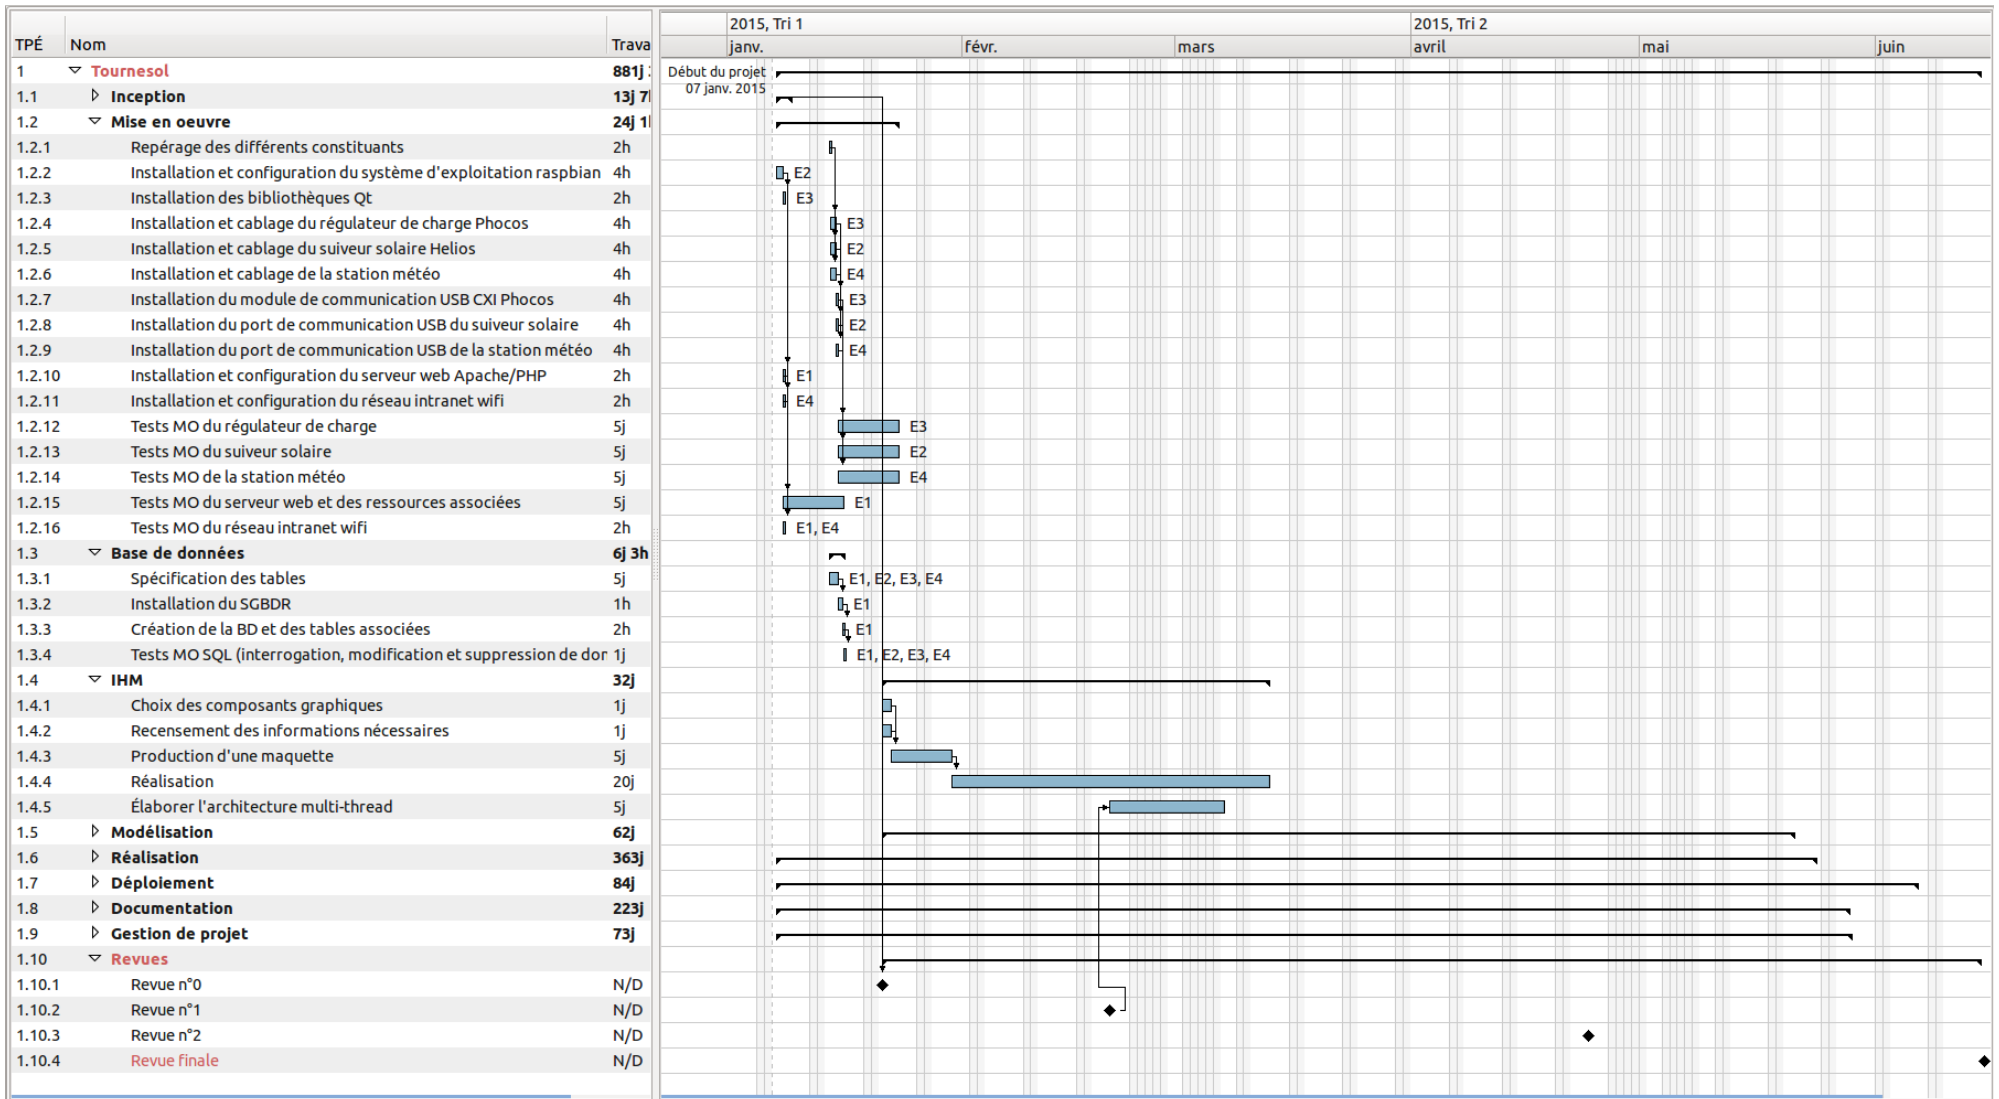 2015, Tri 1 2015, Tri 2
TPÉ Nom Trava janv. févr. mars avril mai juin
1 Tournesol 881j Début du projet
07 janv. 2015
1.1 Inception 13j 7
1.2 Mise en oeuvre 24j 1
1.2.1 Repérage des différents constituants 2h
1.2.2 Installation et configuration du système d'exploitation raspbian 4h E2
1.2.3 Installation des bibliothèques Qt 2h E3
1.2.4 Installation et cablage du régulateur de charge Phocos 4h E3
1.2.5 Installation et cablage du suiveur solaire Helios 4h E2
1.2.6 Installation et cablage de la station météo 4h E4
1.2.7 Installation du module de communication USB CXI Phocos 4h E3
1.2.8 Installation du port de communication USB du suiveur solaire 4h E2
1.2.9 Installation du port de communication USB de la station météo 4h E4
1.2.10 Installation et configuration du serveur web Apache/PHP 2h E1
1.2.11 Installation et configuration du réseau intranet wifi 2h E4
1.2.12 Tests MO du régulateur de charge 5j E3
1.2.13 Tests MO du suiveur solaire 5j E2
1.2.14 Tests MO de la station météo 5j E4
1.2.15 Tests MO du serveur web et des ressources associées 5j E1
1.2.16 Tests MO du réseau intranet wifi 2h E1, E4
1.3 Base de données 6j 3h
1.3.1 Spécification des tables 5j E1, E2, E3, E4
1.3.2 Installation du SGBDR 1h E1
1.3.3 Création de la BD et des tables associées 2h E1
1.3.4 Tests MO SQL (interrogation, modification et suppression de dor 1j E1, E2, E3, E4
1.4 IHM 32j
1.4.1 Choix des composants graphiques 1j
1.4.2 Recensement des informations nécessaires 1j
1.4.3 Production d'une maquette 5j
1.4.4 Réalisation 20j
1.4.5 Élaborer l'architecture multi-thread 5j
1.5 Modélisation 62j
1.6 Réalisation 363j
1.7 Déploiement 84j
1.8 Documentation 223j
1.9 Gestion de projet 73j
1.10 Revues
1.10.1 Revue n°0 N/D
1.10.2 Revue n°1 N/D
1.10.3 Revue n°2 N/D
1.10.4 Revue finale N/D